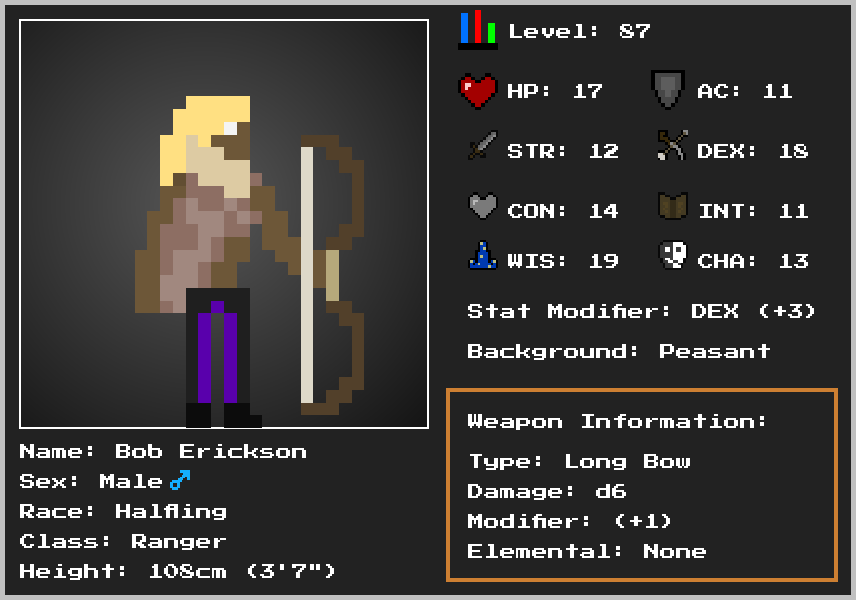 Level: 87
HP: 17
AC: 11
STR: 12
DEX: 18
CON: 14
INT: 11
WIS: 19
CHA: 13
Stat Modifier: DEX (+3)
Background: Peasant
Weapon Information:
Type: Long Bow
Damage: d6
Modifier: (+1)
Elemental: None
Name: Bob Erickson
Sex: Male ♂
Race: Halfling
Class: Ranger
Height: 108cm (3'7")